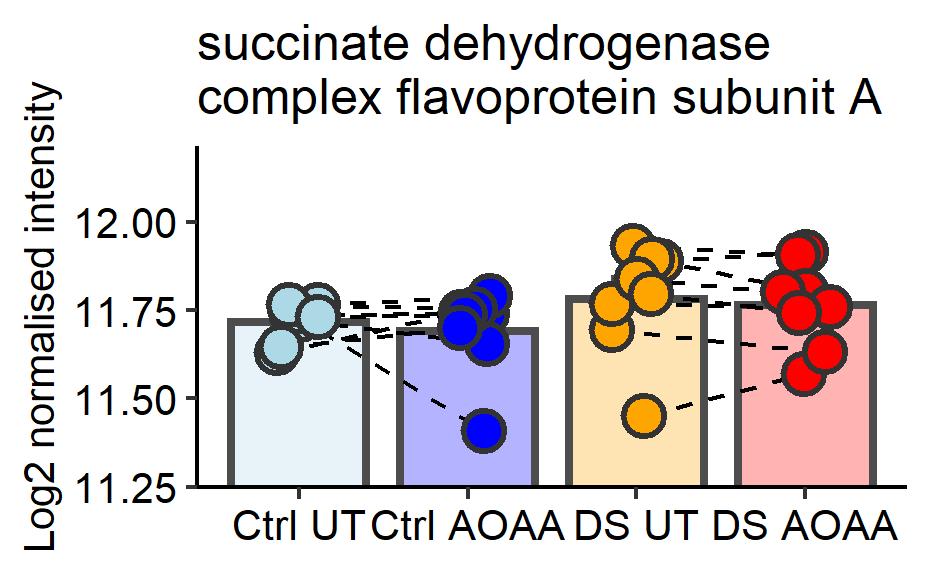 succinate dehydrogenase
complex flavoprotein subunit A
Log2 normalised intensity
12.00
11.75
11.50
11.25
Ctrl UT Ctrl AOAA DS UT DS AOAA